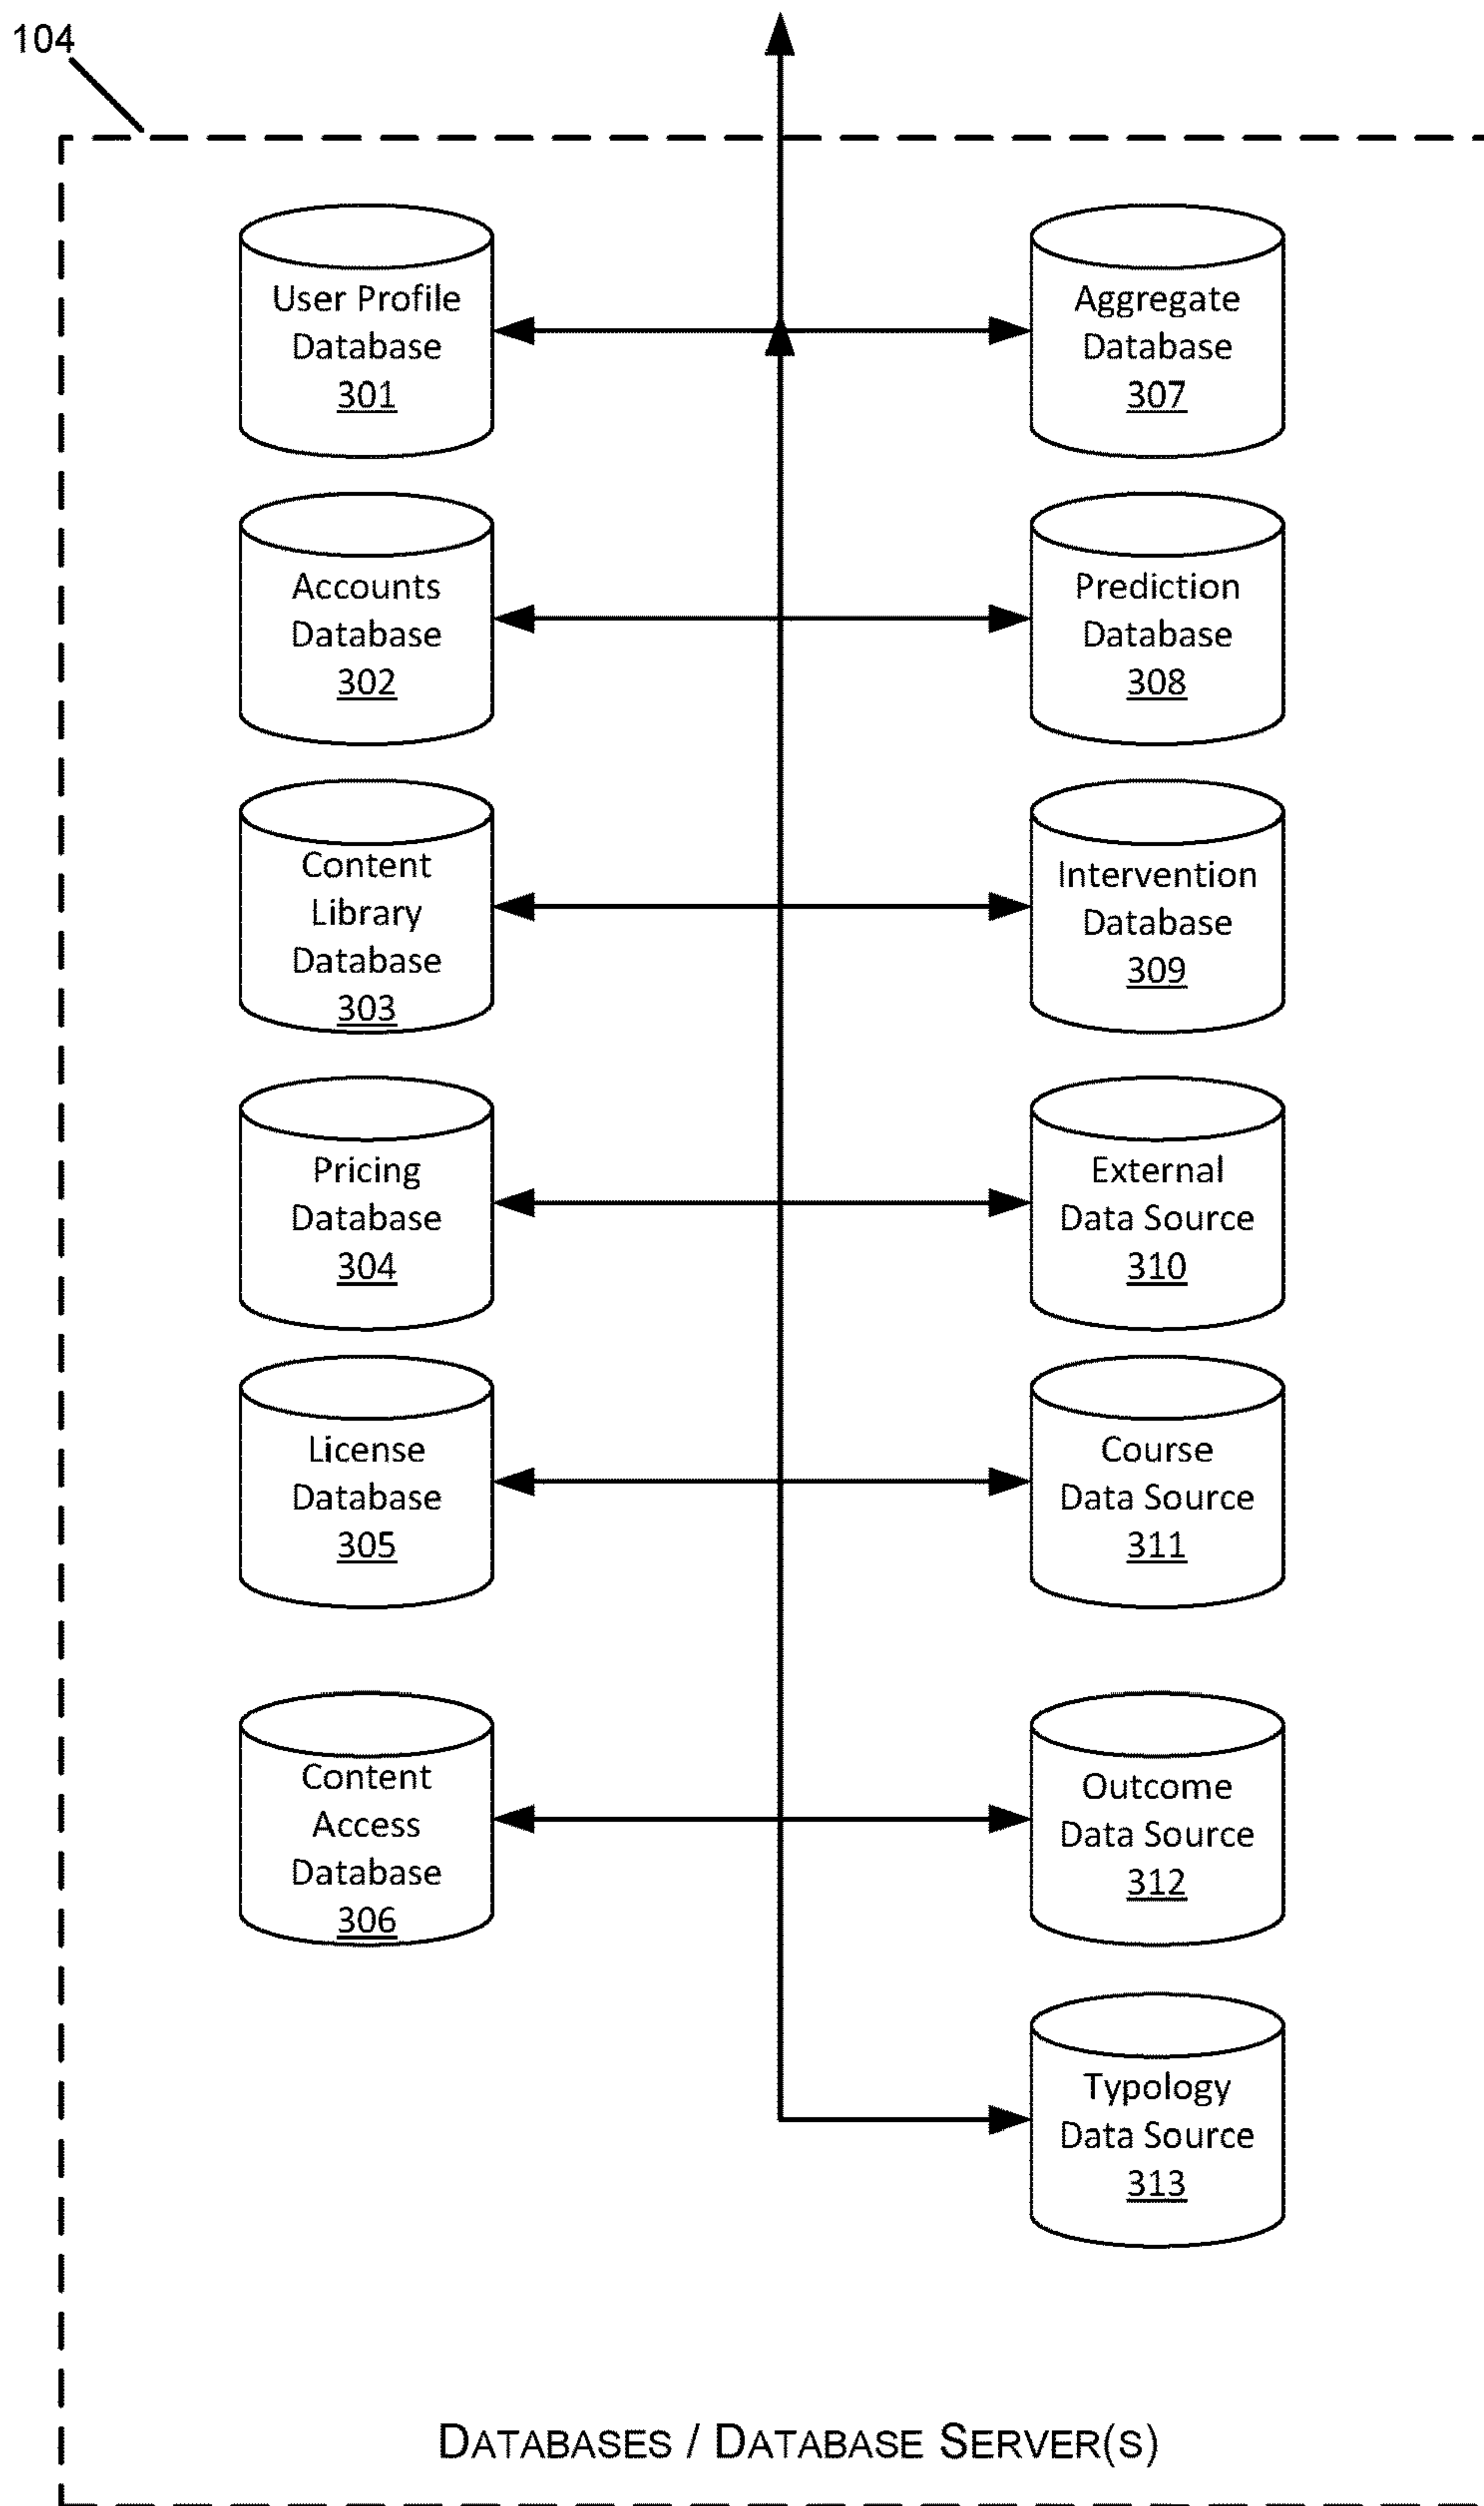 104
User Profile
Database
301
Aggregate
Database
307
Accounts
Database
302
Prediction
Database
308
Content
Library
Database
303
Intervention
Database
309
Pricing
Database
304
External
Data Source
310
License
Database
305
Course
Data Source
311
Content
Access
Database
306
Outcome
Data Source
312
Typology
Data Source
313
DATABASES / DATABASE SERVER(S)